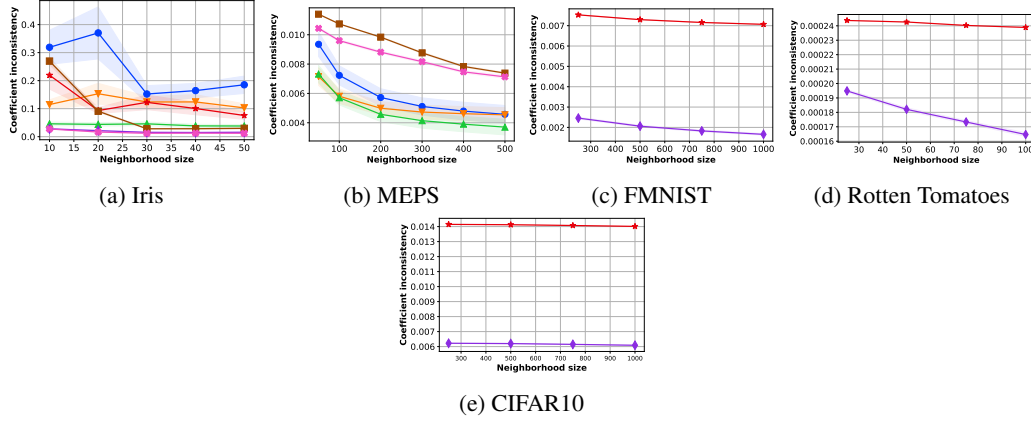 Coefficient inconsistency
0.4
0.3
0.2
0.1
0.0
10 15 20 25 30 35 40 45 50
Neighborhood size
(a) Iris
Coefficient inconsistency
0.010
0.008
0.006
0.004
100 200 300 400 500
Neighborhood size
(b) MEPS
Coefficient inconsistency
0.007
0.006
0.005
0.004
0.002
300 400 500 600 700 800 900 1000
Neighborhood size
(c) FMNIST
Coefficient inconsistency
0.00024
0.00023
0.00021
0.00020
0.00019
0.00017
0.00016
30 40 50 60 70 80 90 100
Neighborhood size
(d) Rotten Tomatoes
Coefficient inconsistency
0.014
0.013
0.012
0.011
0.010
0.009
0.008
0.007
0.006
300 400 500 600 700 800 900 1000
Neighborhood size
(e) CIFAR10